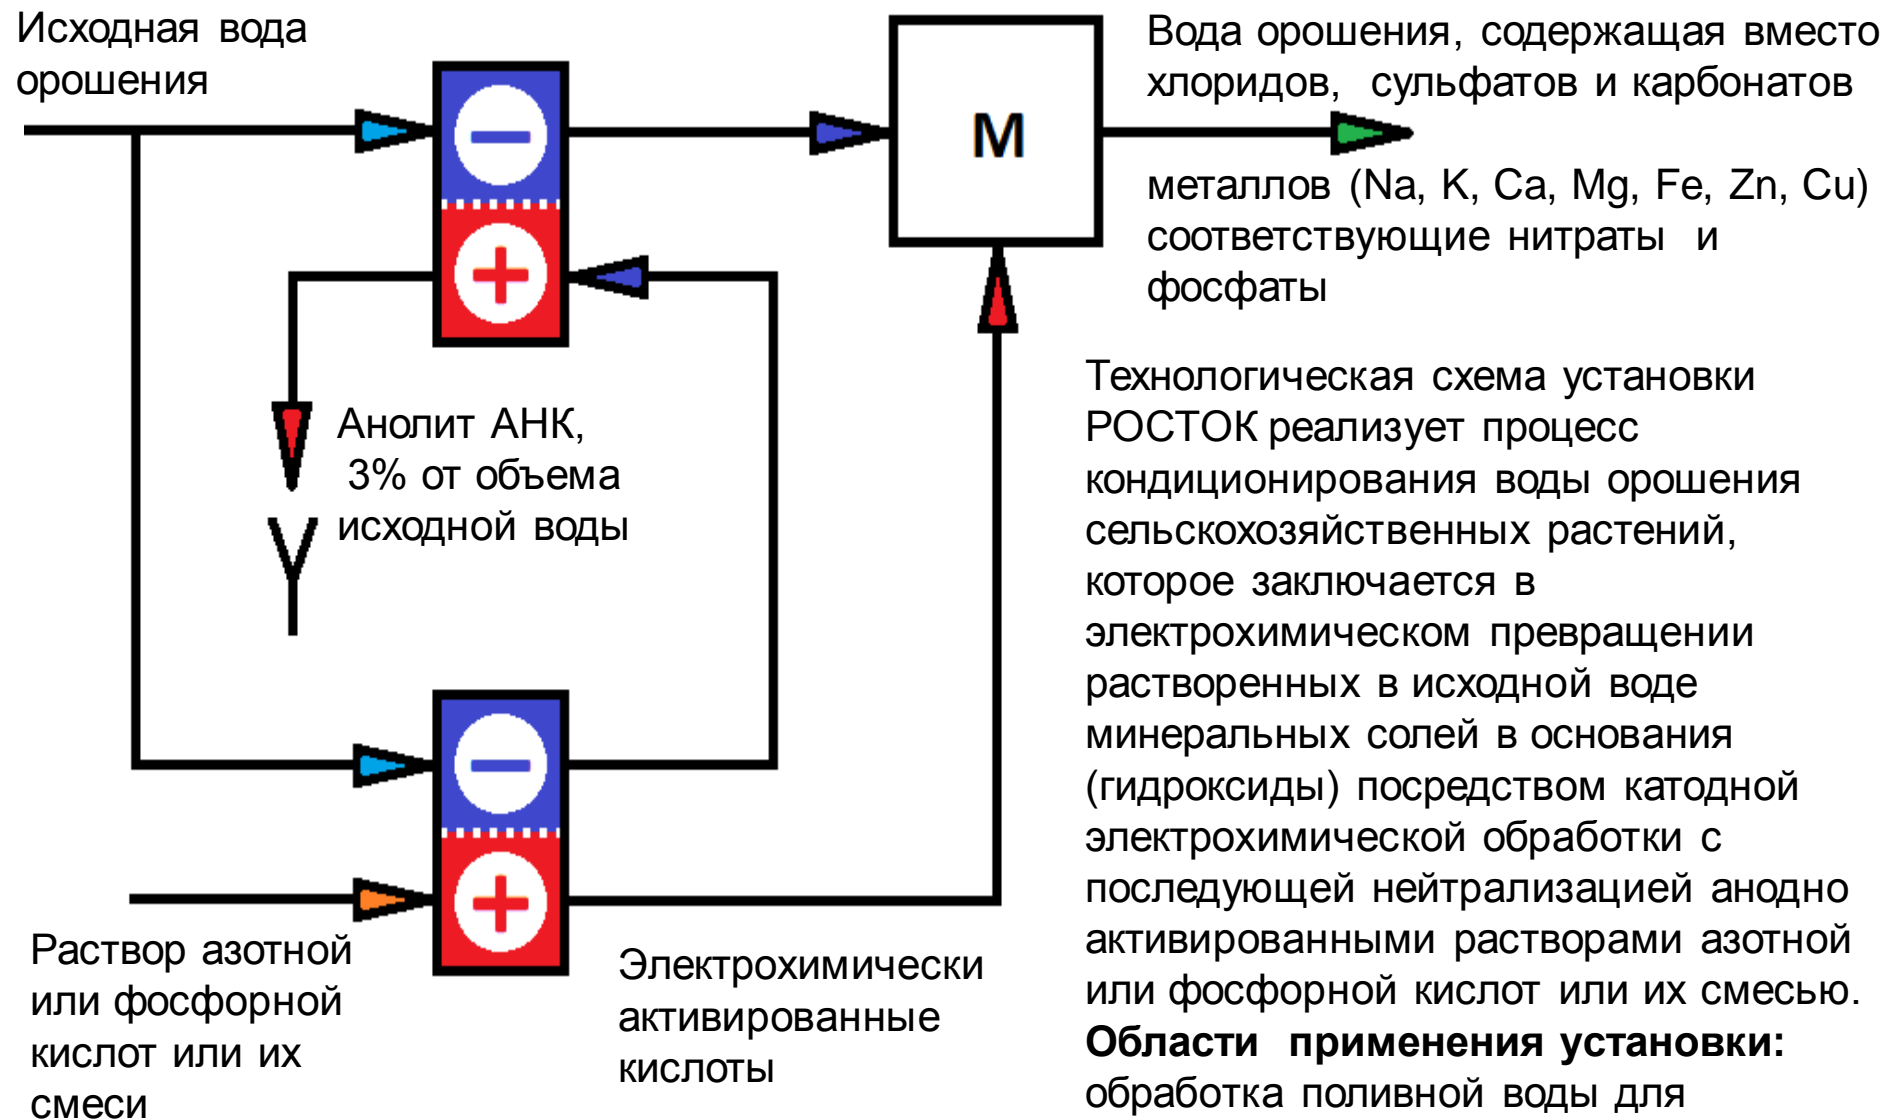 Исходная вода
орошения
М
Вода орошения, содержащая вместо
хлоридов, сульфатов и карбонатов
металлов (Na, K, Ca, Mg, Fe, Zn, Cu)
соответствующие нитраты и
фосфаты
Анолит АНК,
3% от объема
исходной воды
Раствор азотной
или фосфорной
кислот или их
смеси
Электрохимически
активированные
кислоты
Технологическая схема установки
РОСТОК реализует процесс
кондиционирования воды орошения
сельскохозяйственных растений,
которое заключается в
электрохимическом превращении
растворенных в исходной воде
минеральных солей в основания
(гидроксиды) посредством катодной
электрохимической обработки с
последующей нейтрализацией анодно
активированными растворами азотной
или фосфорной кислот или их смесью.
Области применения установки:
обработка поливной воды для